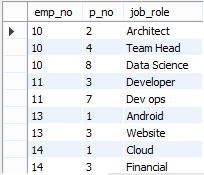 emp_no p_no job_role
10 2 Architect
10 4 Team Head
10 8 Data Science
11 3 Developer
11 7 Dev ops
13 1 Android
13 3 Website
14 1 Cloud
14 3 Financial